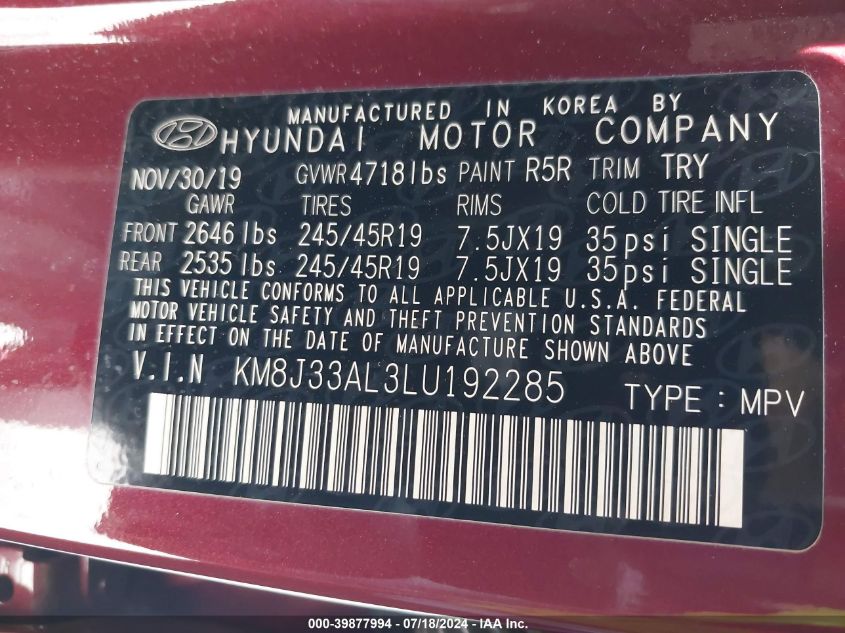 MANUFACTURED IN KOREA BY
HYUNDAI MOTOR COMPANY
NOV/30/19 GVWR 4718 lbs PAINT R5R TRIM TRY
GAWR TIRES RIMS COLD TIRE INFL
FRONT 2646 lbs 245/45R19 7.5JX19 35psi SINGLE
REAR 2535 lbs. 245/45R19 7.5JX19 35psi SINGLE
THIS VEHICLE CONFORMS TO ALL APPLICABLE U.S.A. FEDERAL
MOTOR VEHICLE SAFETY AND THEFT PREVENTION STANDARDS
IN EFFECT ON THE DATE OF MANUFACTURE SHOWN ABOVE
V.I.N KM8J33AL3LU192285 TYPE : MPV
000-39877994 - 07/18/2024 - IAA Inc.